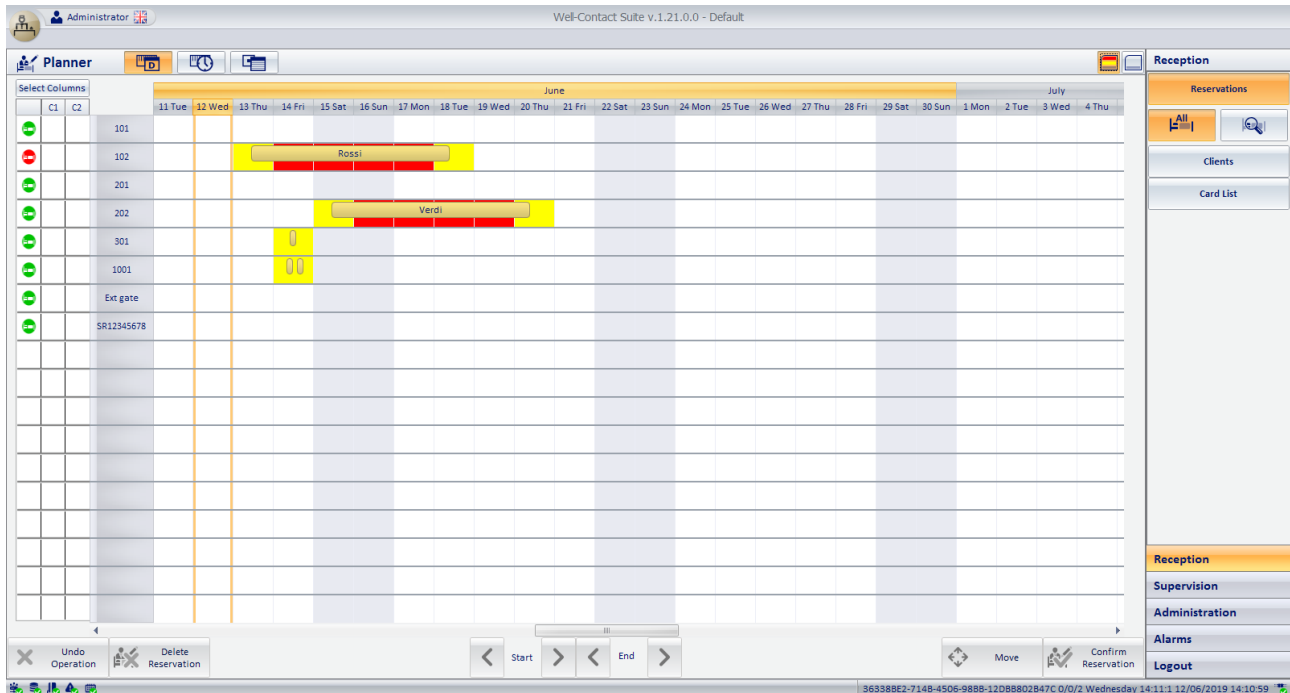 Administrator
Well-Contact Suite v.1.21.0.0 - Default
Planner
D
Reception
Select Columns
C1 C2
June
July
11 Tue 12 Wed 13 Thu 14 Fri 15 Sat 16 Sun 17 Mon 18 Tue 19 Wed 20 Thu 21 Fri 22 Sat 23 Sun 24 Mon 25 Tue 26 Wed 27 Thu 28 Fri 29 Sat 30 Sun 1 Mon 2 Tue 3 Wed 4 Thu
101
102 Rossi
201
202 Verdi
301
1001
Ext gate
SR12345678
Reservations
All
Clients
Card List
Reception
Supervision
Administration
Alarms
Logout
Undo Operation
Delete Reservation
Start
End
Move
Confirm Reservation
363388E2-714B-4506-98BB-12DBB802B47C 0/0/2 Wednesday 14:11:1 12/06/2019 14:10:59